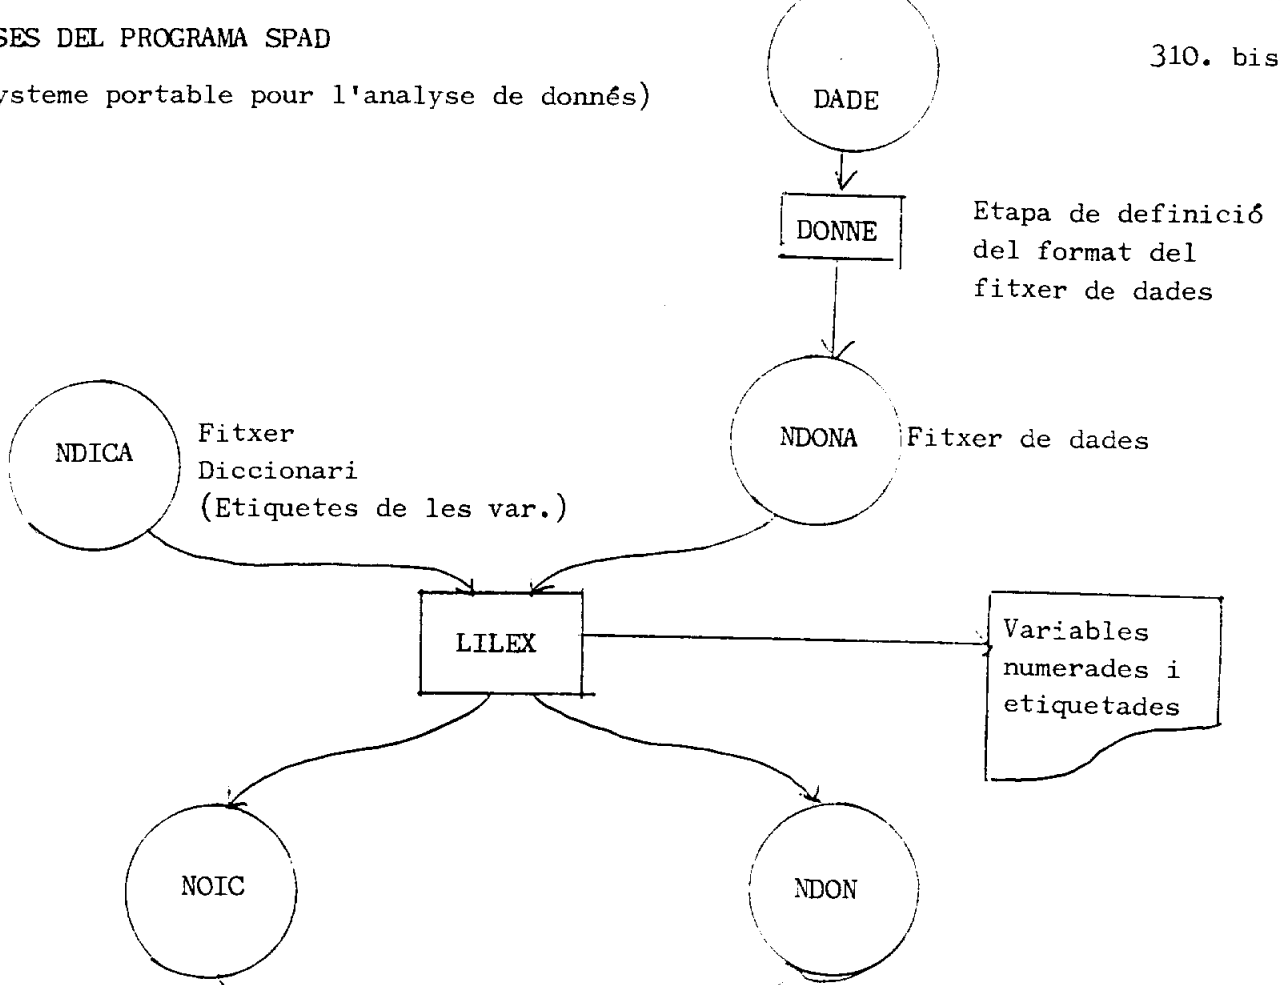 SES DEL PROGRAMA SPAD
310. bis
ysteme portable pour l'analyse de donnés)
DADE
DONNE
Etapa de definició
del format del
fitxer de dades
NDICA
Fitxer
Diccionari
(Etiquetes de les var.)
NDONA
Fitxer de dades
LILEX
Variables
numerades i
etiquetades
NOIC
NDON